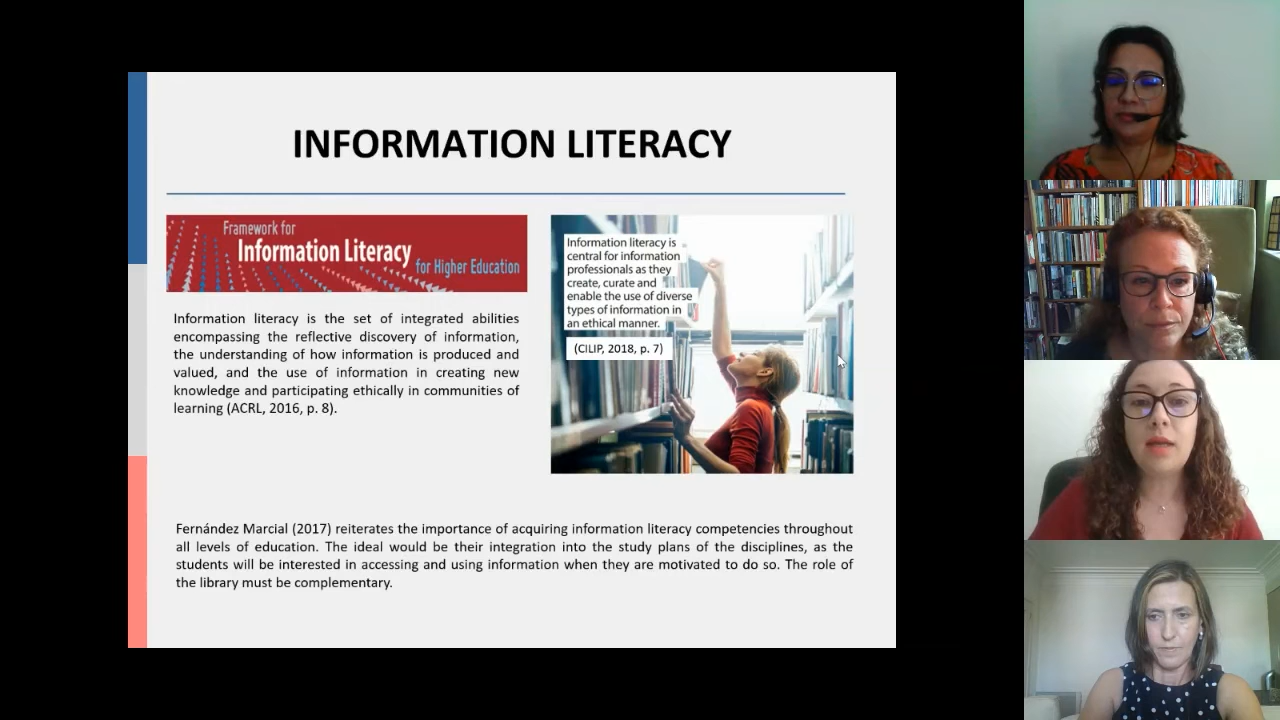 INFORMATION LITERACY
Framework for
Information Literacy
for Higher Education
Information literacy is the set of integrated abilities
encompassing the reflective discovery of information,
the understanding of how information is produced and
valued, and the use of information in creating new
knowledge and participating ethically in communities of
learning (ACRL, 2016, p. 8).
Information literacy is
central for information
professionals as they
create, curate and
enable the use of diverse
types of information in
an ethical manner.
(CILIP, 2018, p. 7)
Fernández Marcial (2017) reiterates the importance of acquiring information literacy competencies throughout
all levels of education. The ideal would be their integration into the study plans of the disciplines, as the
students will be interested in accessing and using information when they are motivated to do so. The role of
the library must be complementary.